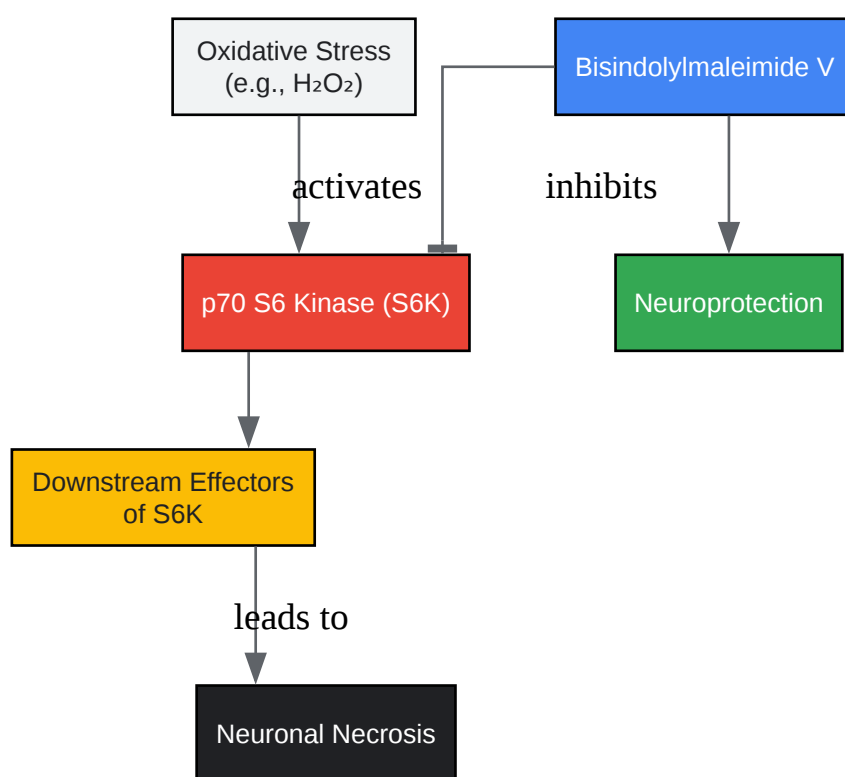 Oxidative Stress
(e.g., H₂O₂)
Bisindolylmaleimide V
activates
inhibits
p70 S6 Kinase (S6K)
Neuroprotection
Downstream Effectors
of S6K
leads to
Neuronal Necrosis